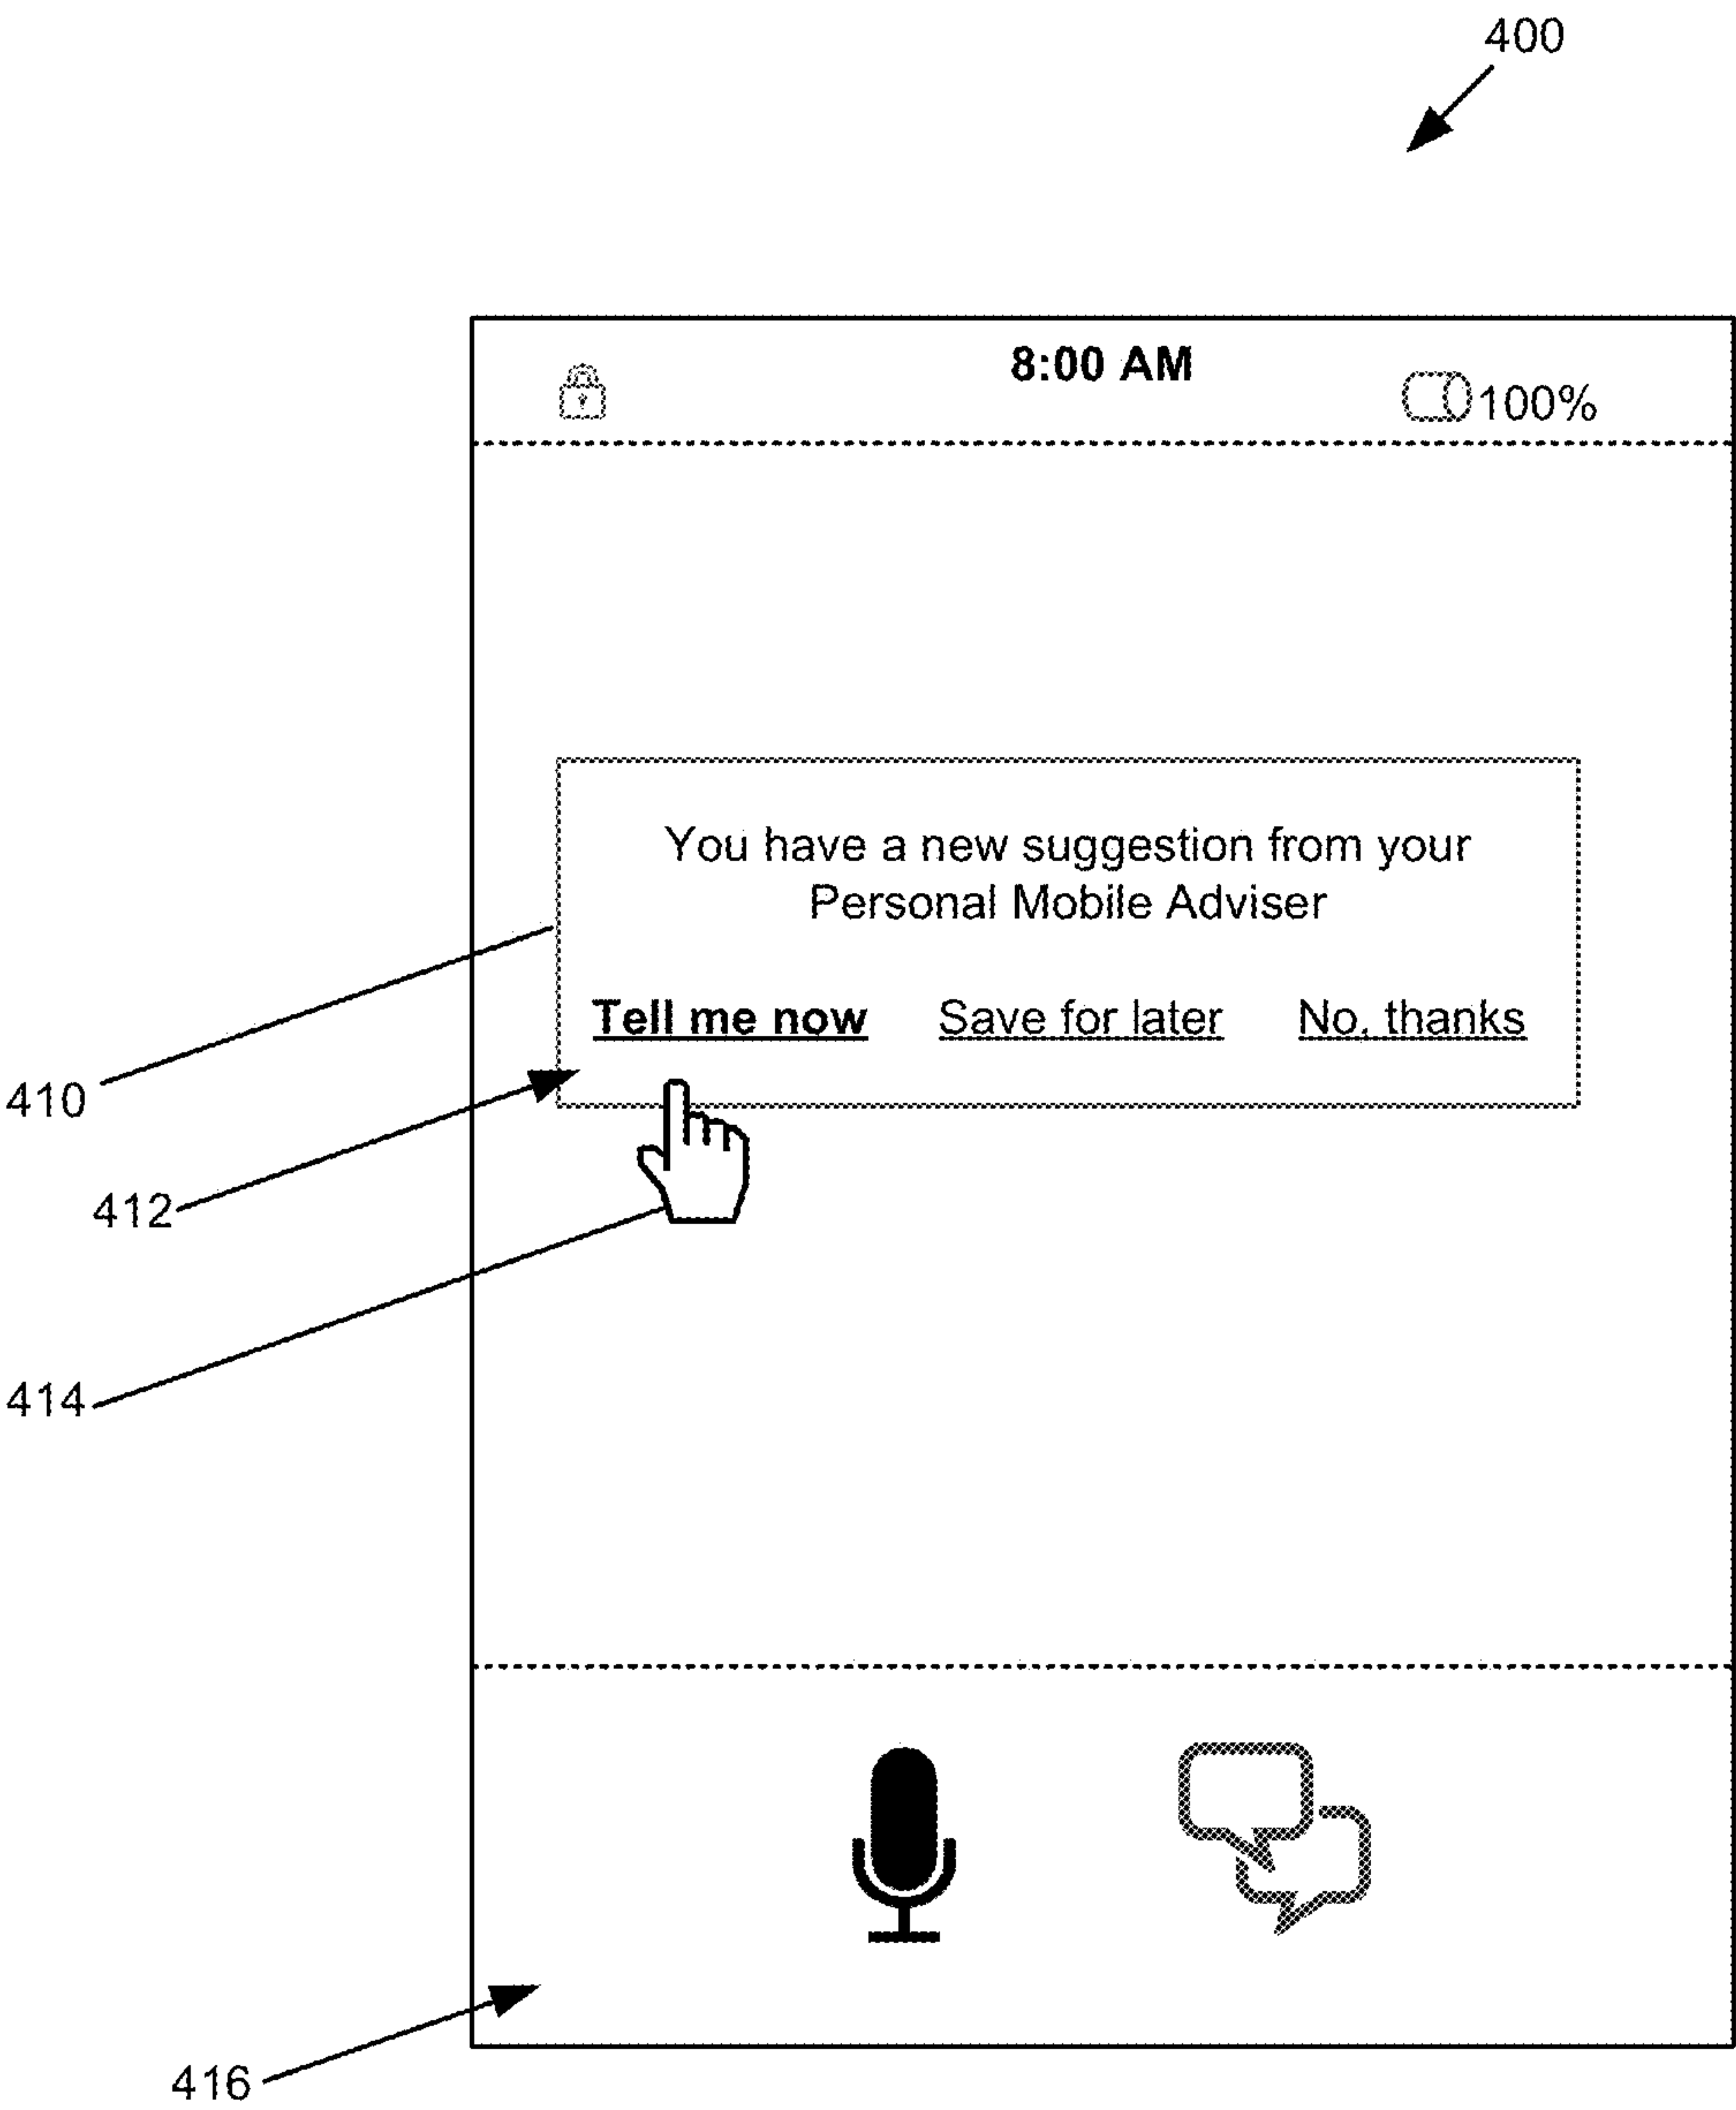 400
8:00 AM
100%
You have a new suggestion from your
Personal Mobile Adviser
Tell me now Save for later No, thanks
410
412
414
416